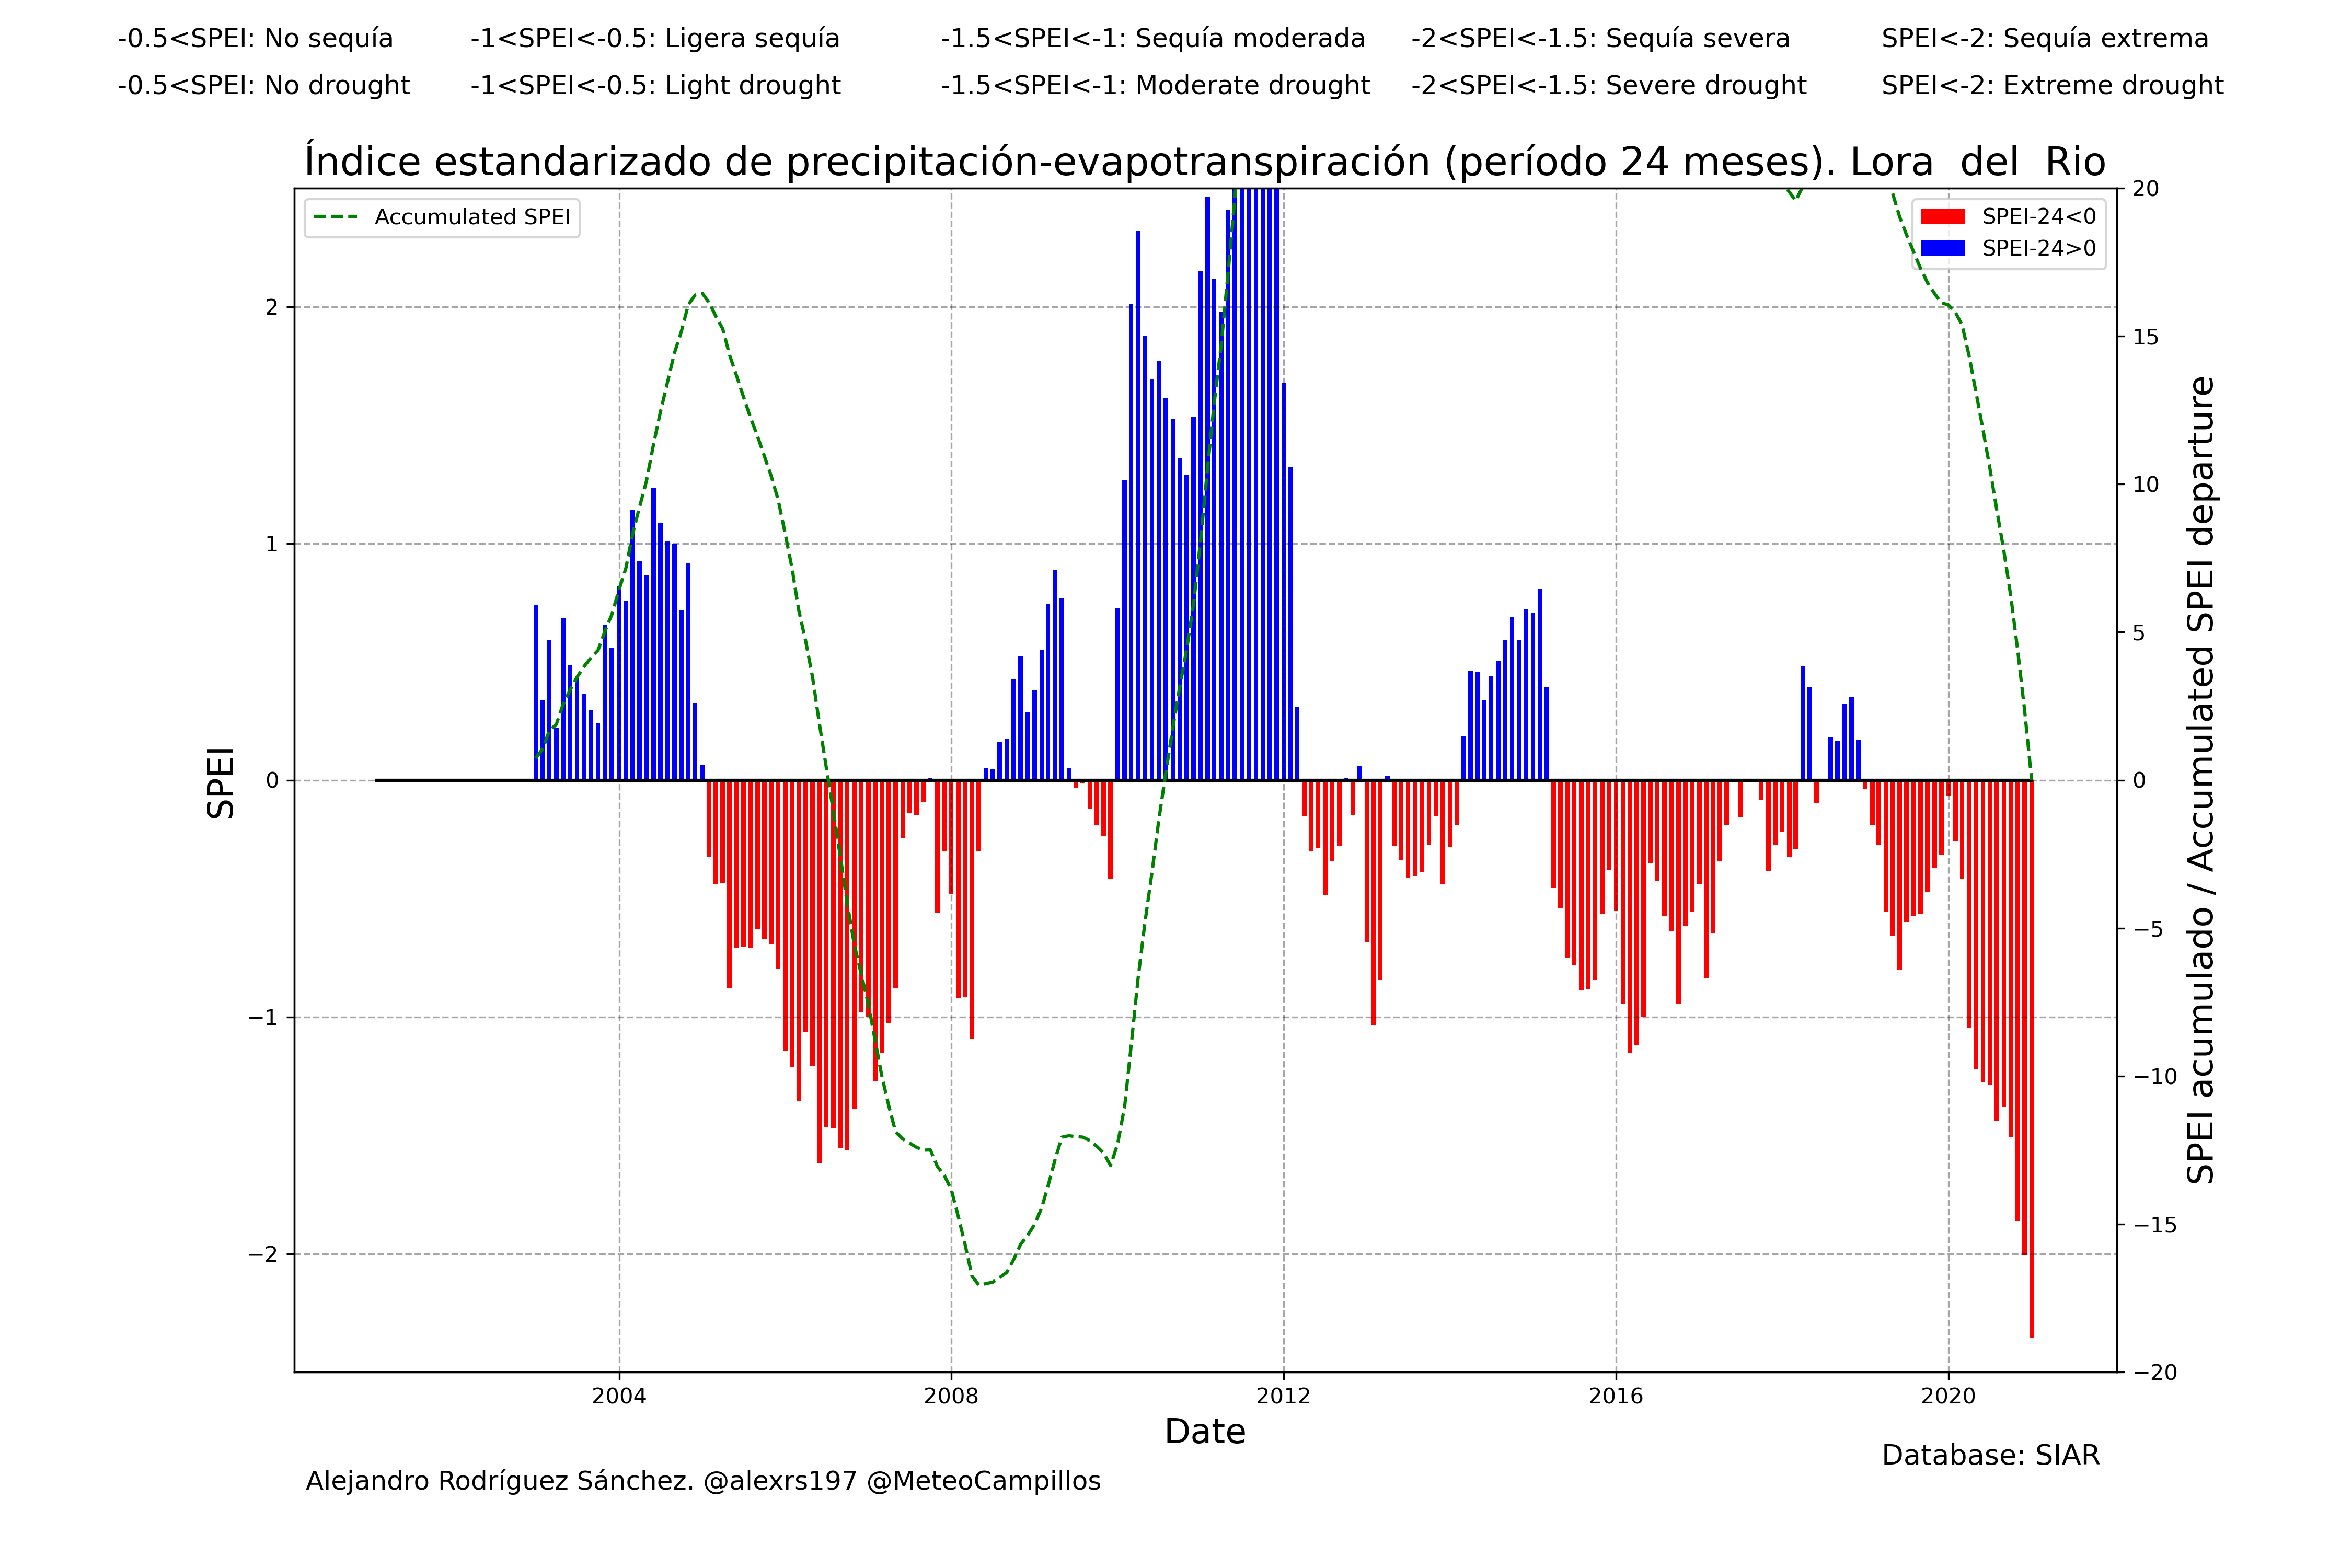 -0.5<SPEI: No sequía -1<SPEI<-0.5: Ligera sequía -1.5<SPEI<-1: Sequía moderada -2<SPEI<-1.5: Sequía severa SPEI<-2: Sequía extrema
-0.5<SPEI: No drought -1<SPEI<-0.5: Light drought -1.5<SPEI<-1: Moderate drought -2<SPEI<-1.5: Severe drought SPEI<-2: Extreme drought
Índice estandarizado de precipitación-evapotranspiración (período 24 meses). Lora del Rio
Accumulated SPEI
SPEI-24<0
SPEI-24>0
SPEI
2
1
0
−1
−2
20
15
10
5
0
−5
−10
−15
−20
SPEI acumulado / Accumulated SPEI departure
2004 2008 2012 2016 2020
Date
Database: SIAR
Alejandro Rodríguez Sánchez. @alexrs197 @MeteoCampillos